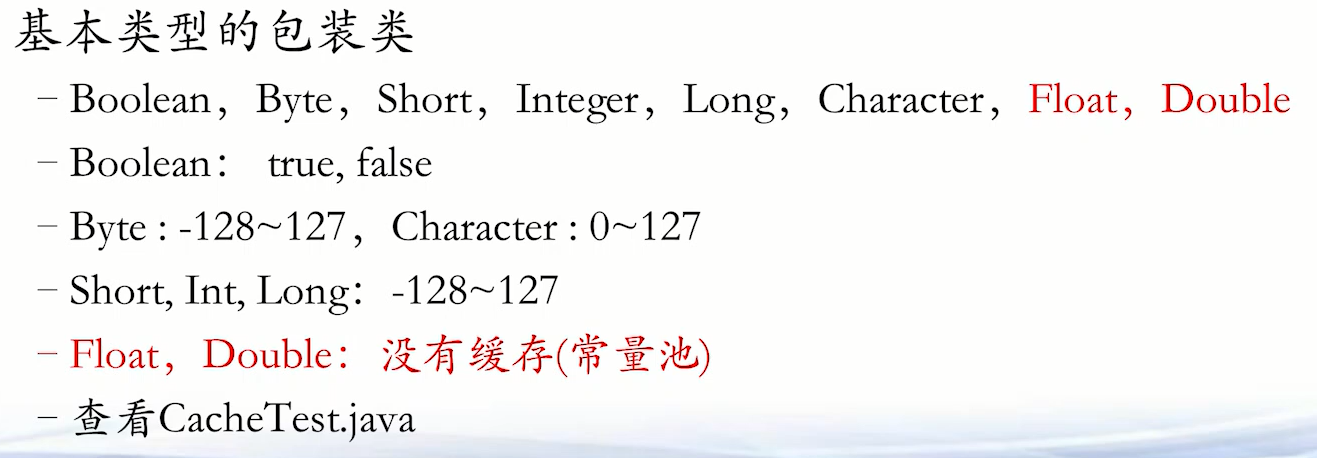 基本类型的包装类
– Boolean，Byte，Short，Integer，Long，Character，Float，Double
– Boolean： true, false
– Byte : -128~127，Character : 0~127
– Short, Int, Long：-128~127
– Float，Double：没有缓存(常量池)
– 查看CacheTest.java